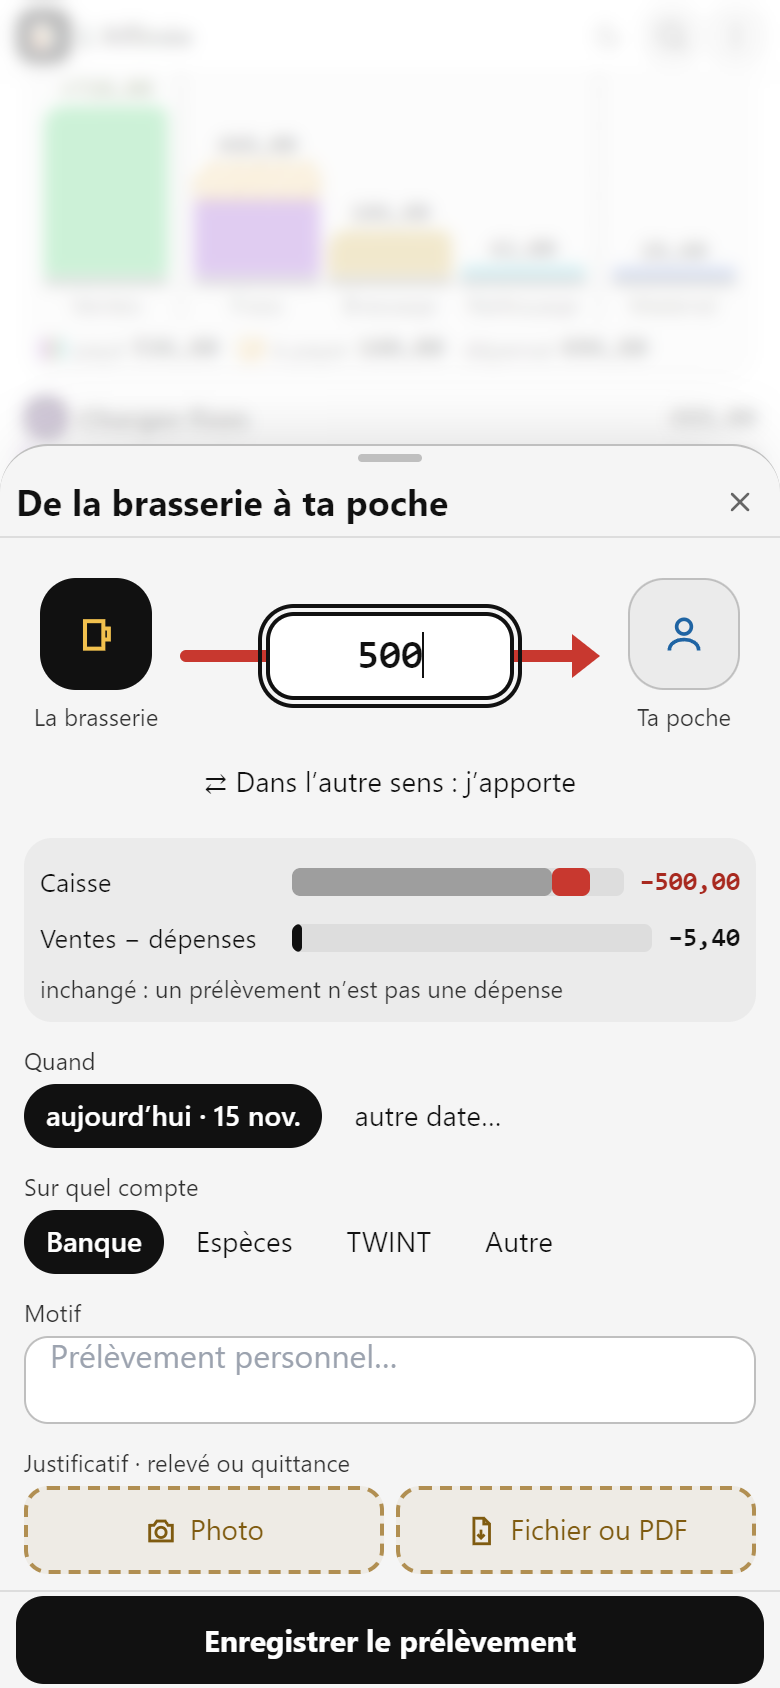 De la brasserie à ta poche
500
La brasserie
Ta poche
⇄ Dans l’autre sens : j’apporte
Caisse
−500,00
Ventes − dépenses
−5,40
inchangé : un prélèvement n’est pas une dépense
Quand
aujourd’hui · 15 nov.
autre date…
Sur quel compte
Banque
Espèces
TWINT
Autre
Motif
Prélèvement personnel…
Justificatif · relevé ou quittance
Photo
Fichier ou PDF
Enregistrer le prélèvement